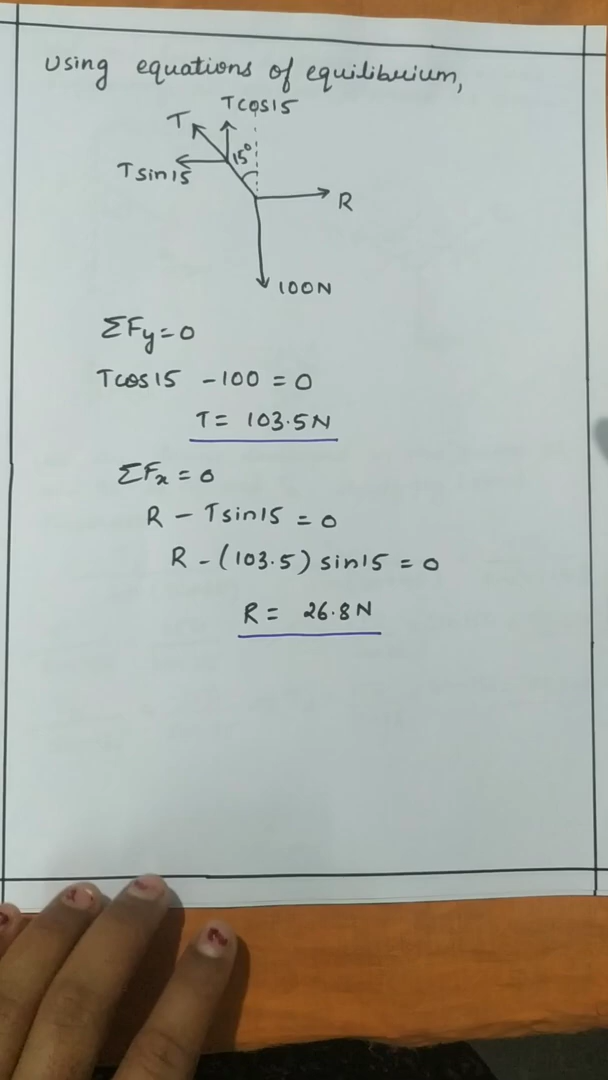 Using equations of equilibrium,
Tcos15
T
15°
Tsin15
R
100N
ΣFy=0
Tcos15 -100 = 0
T= 103.5N
ΣFx = 0
R - Tsin15 = 0
R - (103.5) sin15 = 0
R = 26.8N